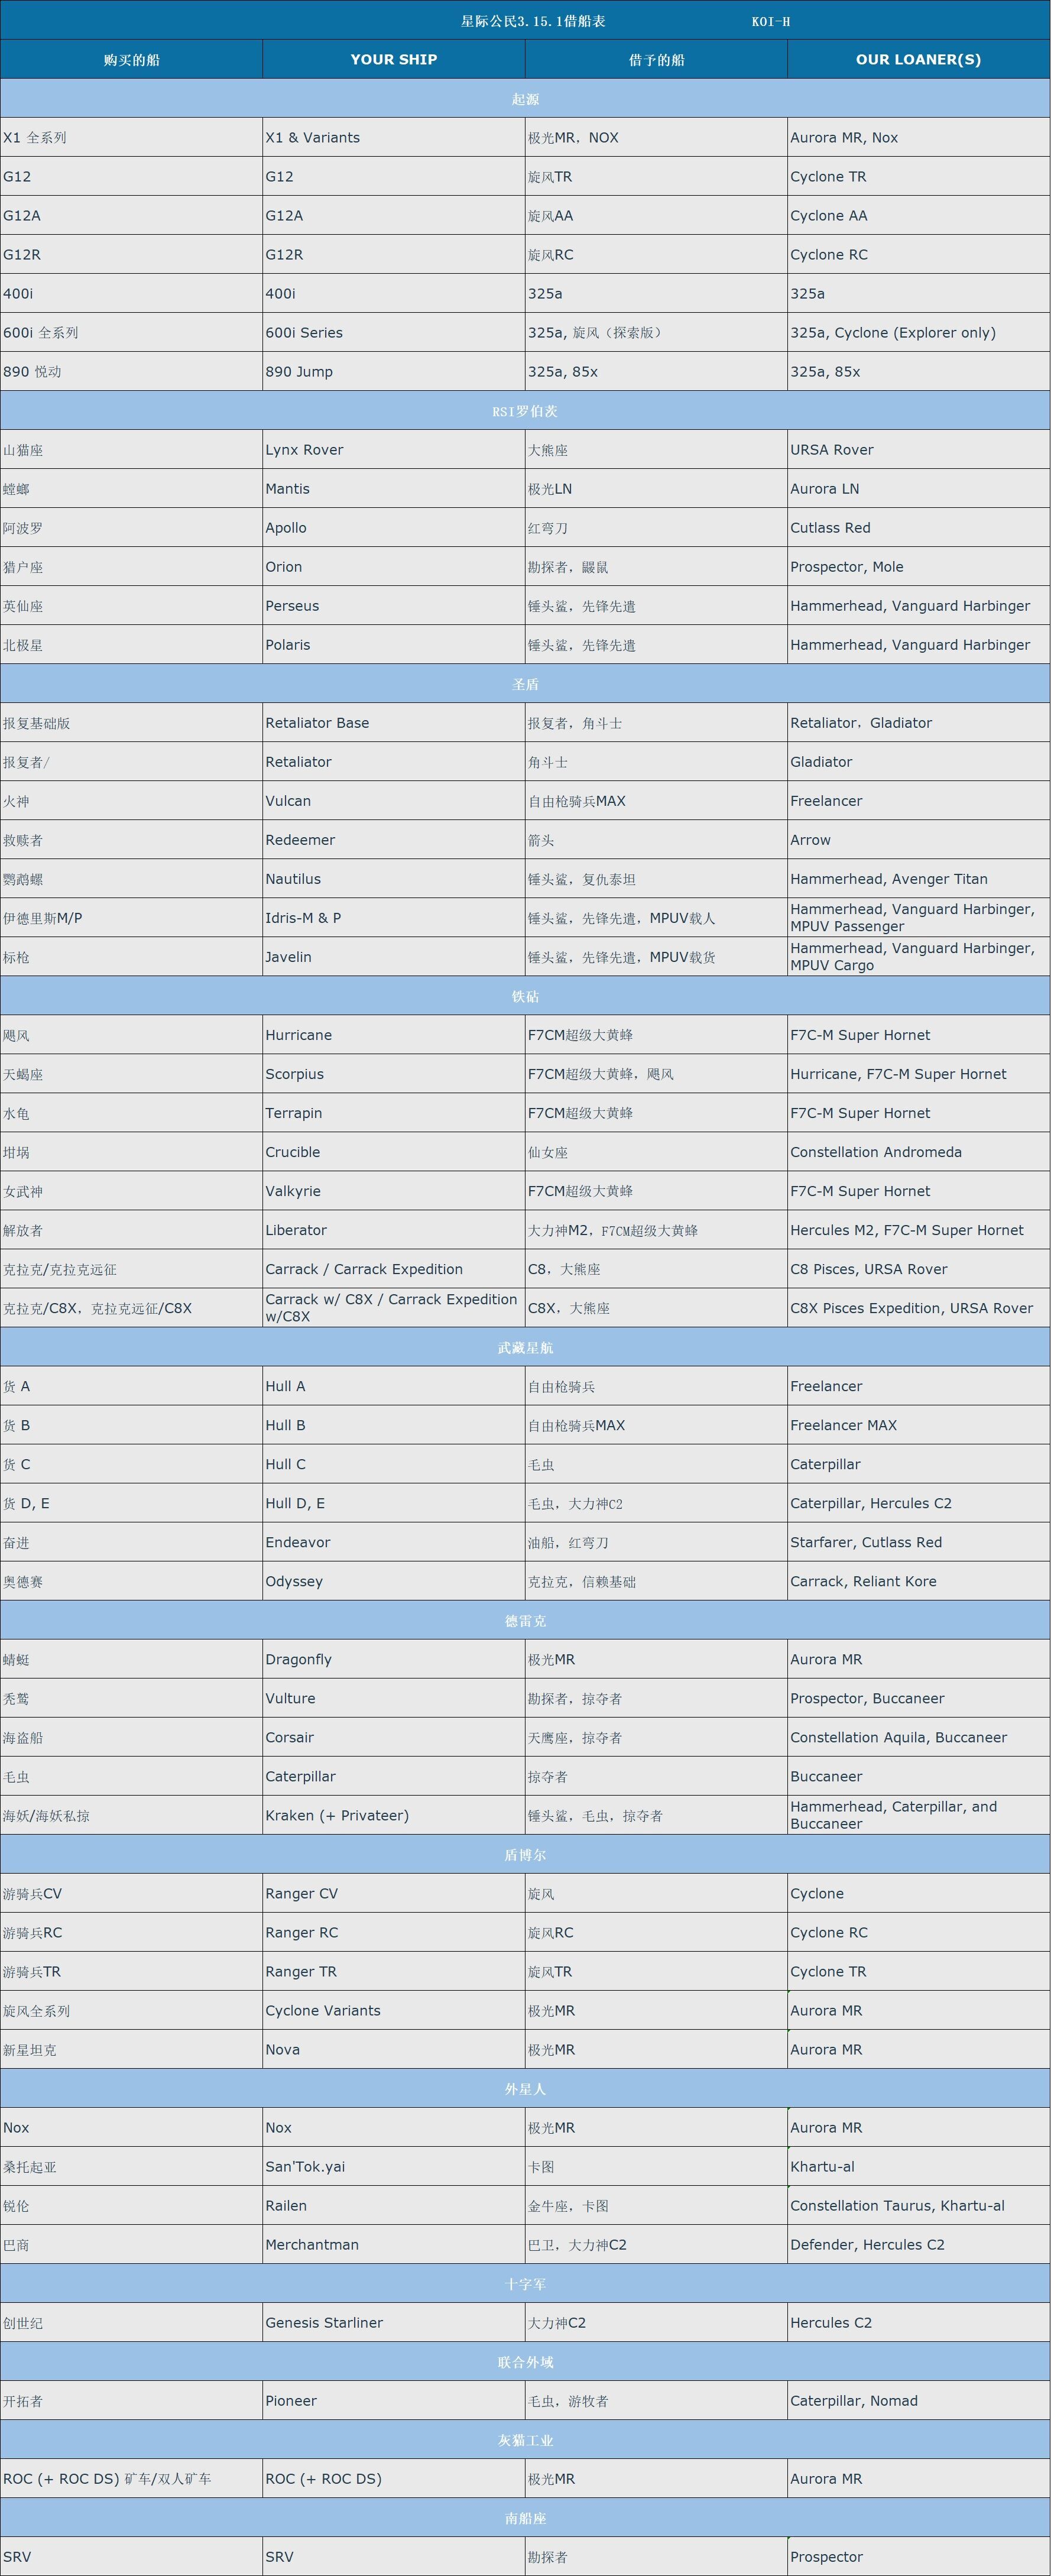 星际公民3.15.1借船表 KOI-H
购买的船 YOUR SHIP 借予的船 OUR LOANER(S)
起源
X1 全系列 X1 & Variants 极光MR，NOX Aurora MR, Nox
G12 G12 旋风TR Cyclone TR
G12A G12A 旋风AA Cyclone AA
G12R G12R 旋风RC Cyclone RC
400i 400i 325a 325a
600i 全系列 600i Series 325a, 旋风（探索版） 325a, Cyclone (Explorer only)
890 悦动 890 Jump 325a, 85x 325a, 85x
RSI罗伯茨
山猫座 Lynx Rover 大熊座 URSA Rover
螳螂 Mantis 极光LN Aurora LN
阿波罗 Apollo 红弯刀 Cutlass Red
猎户座 Orion 勘探者，鼹鼠 Prospector, Mole
英仙座 Perseus 锤头鲨，先锋先遣 Hammerhead, Vanguard Harbinger
北极星 Polaris 锤头鲨，先锋先遣 Hammerhead, Vanguard Harbinger
圣盾
报复基础版 Retaliator Base 报复者，角斗士 Retaliator，Gladiator
报复者/ Retaliator 角斗士 Gladiator
火神 Vulcan 自由枪骑兵MAX Freelancer
救赎者 Redeemer 箭头 Arrow
鹦鹉螺 Nautilus 锤头鲨，复仇泰坦 Hammerhead, Avenger Titan
伊德里斯M/P Idris-M & P 锤头鲨，先锋先遣，MPUV载人 Hammerhead, Vanguard Harbinger,
MPUV Passenger
标枪 Javelin 锤头鲨，先锋先遣，MPUV载货 Hammerhead, Vanguard Harbinger,
MPUV Cargo
铁砧
飓风 Hurricane F7CM超级大黄蜂 F7C-M Super Hornet
天蝎座 Scorpius F7CM超级大黄蜂，飓风 Hurricane, F7C-M Super Hornet
水龟 Terrapin F7CM超级大黄蜂 F7C-M Super Hornet
坩埚 Crucible 仙女座 Constellation Andromeda
女武神 Valkyrie F7CM超级大黄蜂 F7C-M Super Hornet
解放者 Liberator 大力神M2，F7CM超级大黄蜂 Hercules M2, F7C-M Super Hornet
克拉克/克拉克远征 Carrack / Carrack Expedition C8，大熊座 C8 Pisces, URSA Rover
克拉克/C8X，克拉克远征/C8X Carrack w/ C8X / Carrack Expedition
w/C8X C8X，大熊座 C8X Pisces Expedition, URSA Rover
武藏星航
货 A Hull A 自由枪骑兵 Freelancer
货 B Hull B 自由枪骑兵MAX Freelancer MAX
货 C Hull C 毛虫 Caterpillar
货 D, E Hull D, E 毛虫，大力神C2 Caterpillar, Hercules C2
奋进 Endeavor 油船，红弯刀 Starfarer, Cutlass Red
奥德赛 Odyssey 克拉克，信赖基础 Carrack, Reliant Kore
德雷克
蜻蜓 Dragonfly 极光MR Aurora MR
秃鹫 Vulture 勘探者，掠夺者 Prospector, Buccaneer
海盗船 Corsair 天鹰座，掠夺者 Constellation Aquila, Buccaneer
毛虫 Caterpillar 掠夺者 Buccaneer
海妖/海妖私掠 Kraken (+ Privateer) 锤头鲨，毛虫，掠夺者 Hammerhead, Caterpillar, and
Buccaneer
盾博尔
游骑兵CV Ranger CV 旋风 Cyclone
游骑兵RC Ranger RC 旋风RC Cyclone RC
游骑兵TR Ranger TR 旋风TR Cyclone TR
旋风全系列 Cyclone Variants 极光MR Aurora MR
新星坦克 Nova 极光MR Aurora MR
外星人
Nox Nox 极光MR Aurora MR
桑托起亚 San'Tok.yai 卡图 Khartu-al
锐伦 Railen 金牛座，卡图 Constellation Taurus, Khartu-al
巴商 Merchantman 巴卫，大力神C2 Defender, Hercules C2
十字军
创世纪 Genesis Starliner 大力神C2 Hercules C2
联合外域
开拓者 Pioneer 毛虫，游牧者 Caterpillar, Nomad
灰猫工业
ROC (+ ROC DS) 矿车/双人矿车 ROC (+ ROC DS) 极光MR Aurora MR
南船座
SRV SRV 勘探者 Prospector